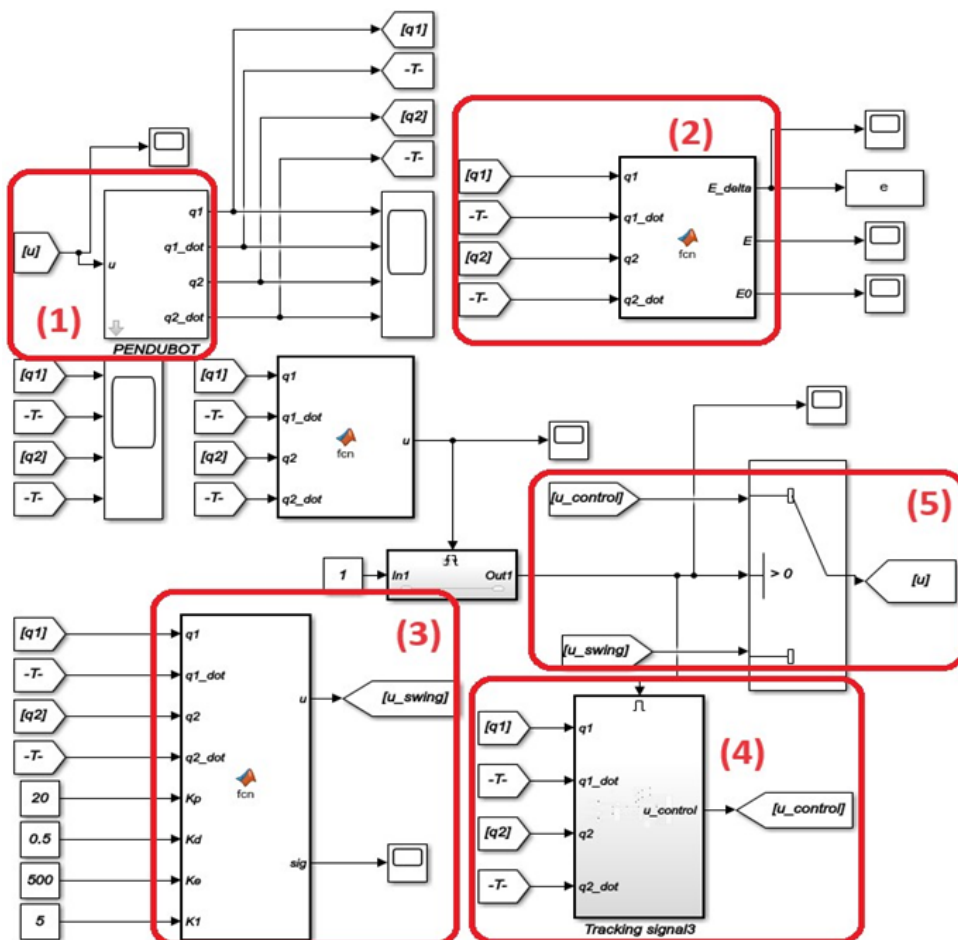 [q1]
-T-
[q2]
-T-
(1)
[u]
u
q1
q1_dot
q2
q2_dot
PENDUBOT
(2)
[q1]
-T-
[q2]
-T-
q1
q1_dot
q2
q2_dot
fcn
E_delta
E
E0
e
[q1]
-T-
[q2]
-T-
[q1]
-T-
[q2]
-T-
q1
q1_dot
q2
q2_dot
fcn
u
1
In1
Out1
(5)
[u_control]
> 0
[u_swing]
[u]
(3)
[q1]
-T-
[q2]
-T-
20
0.5
500
5
q1
q1_dot
q2
q2_dot
Kp
Kd
Ke
K1
fcn
u
sig
[u_swing]
(4)
[q1]
-T-
[q2]
-T-
q1
q1_dot
q2
q2_dot
u_control
[u_control]
Tracking signal3